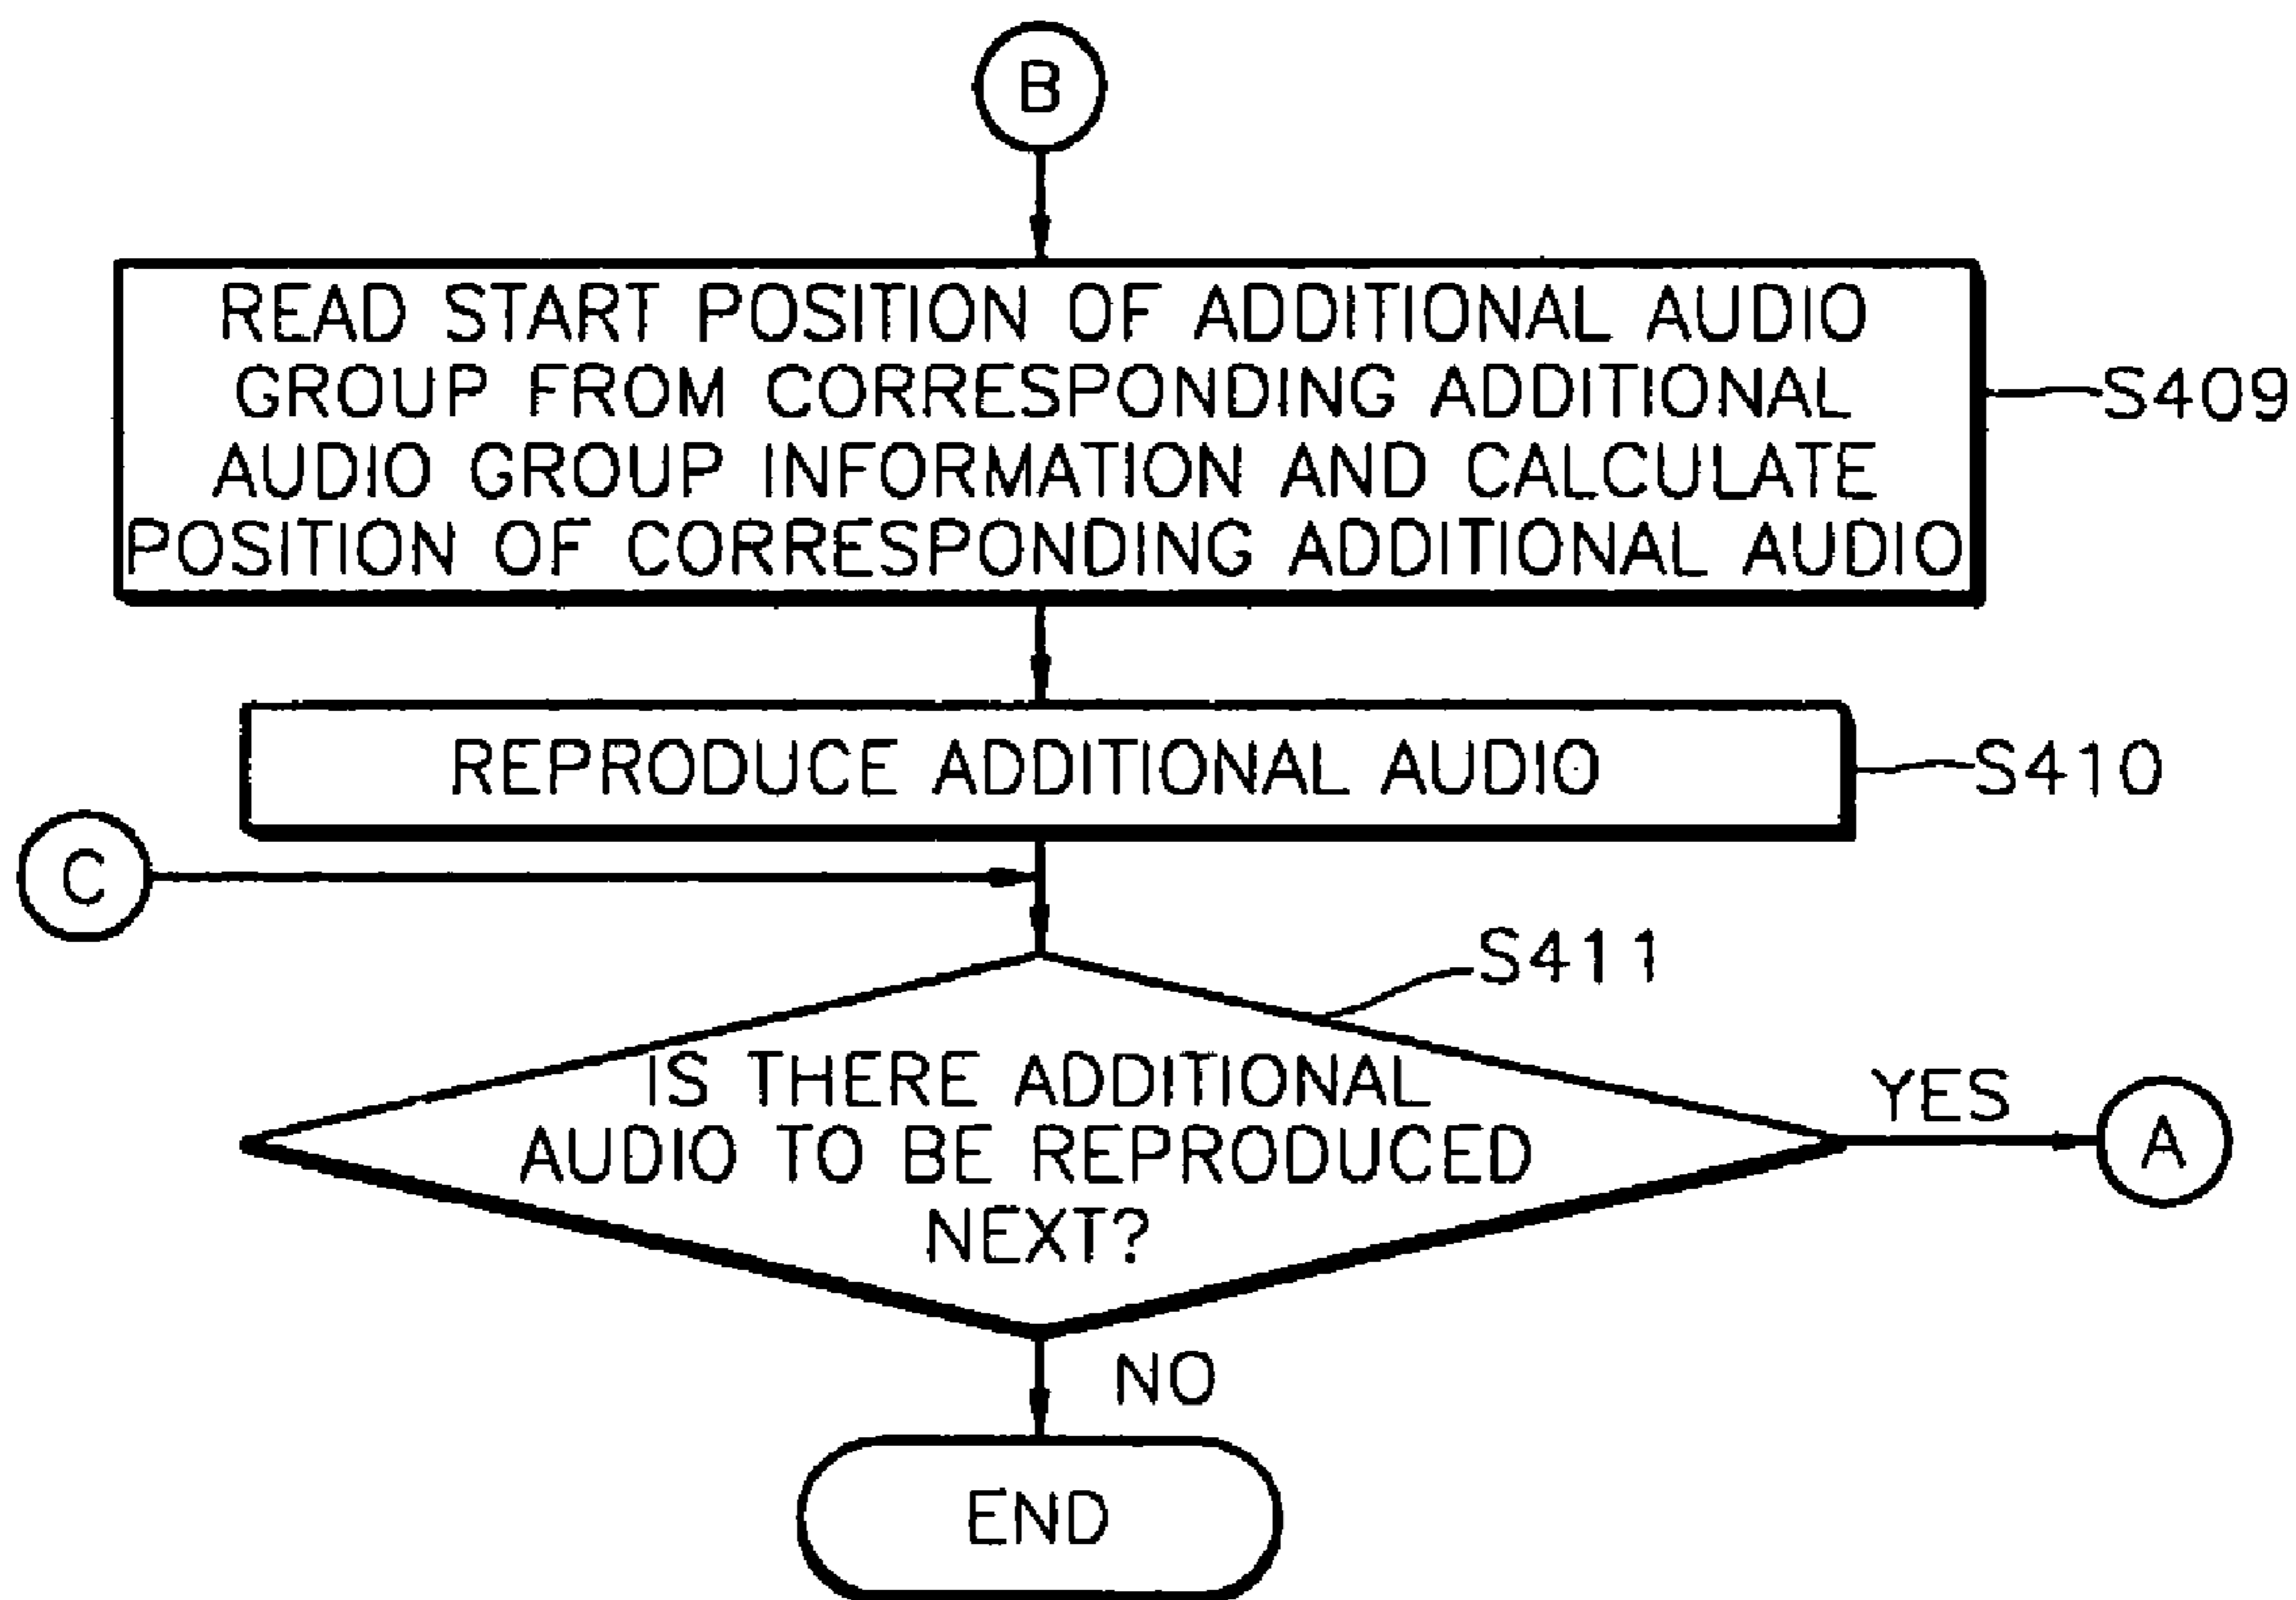 B
READ START POSITION OF ADDITIONAL AUDIO
GROUP FROM CORRESPONDING ADDITIONAL
AUDIO GROUP INFORMATION AND CALCULATE
POSITION OF CORRESPONDING ADDITIONAL AUDIO
S409
REPRODUCE ADDITIONAL AUDIO
S410
C
S411
IS THERE ADDITIONAL
AUDIO TO BE REPRODUCED
NEXT?
YES
A
NO
END